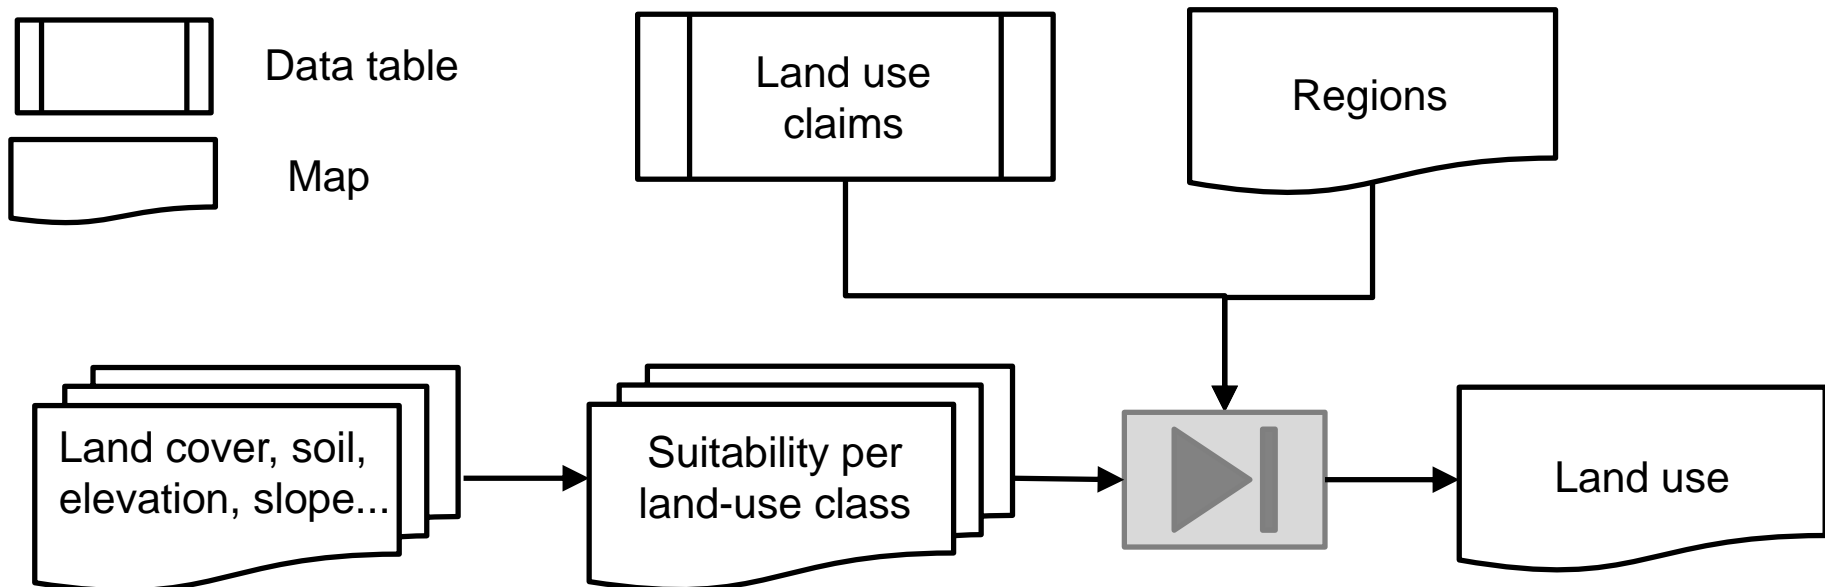 Data table
Map
Land use
claims
Regions
Land cover, soil,
elevation, slope...
Suitability per
land-use class
Land use